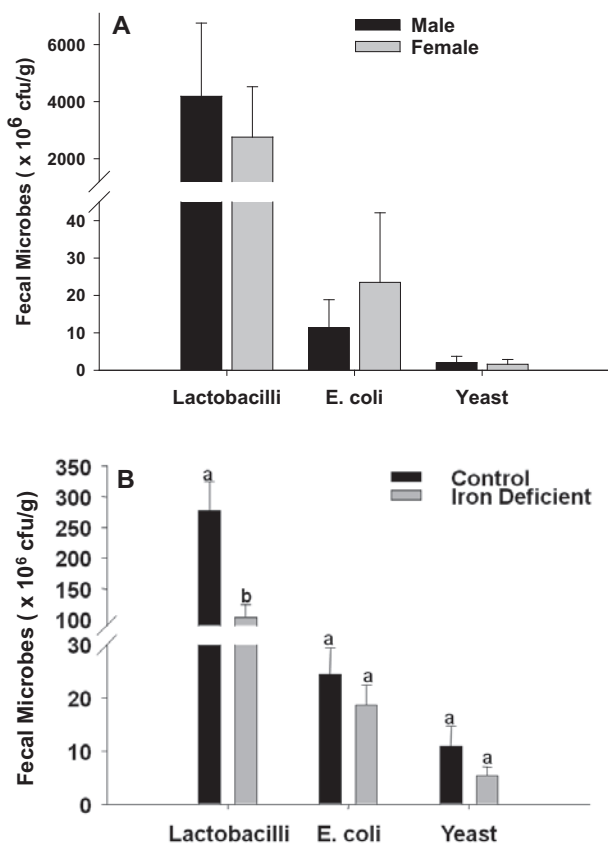 A
Male
Female
Fecal Microbes ( x 10⁶ cfu/g)
6000
4000
2000
40
30
20
10
0
Lactobacilli E. coli Yeast
B
Control
Iron Deficient
Fecal Microbes ( x 10⁶ cfu/g)
350
300
250
200
150
100
30
20
10
0
a
b
a
a
a
a
Lactobacilli E. coli Yeast